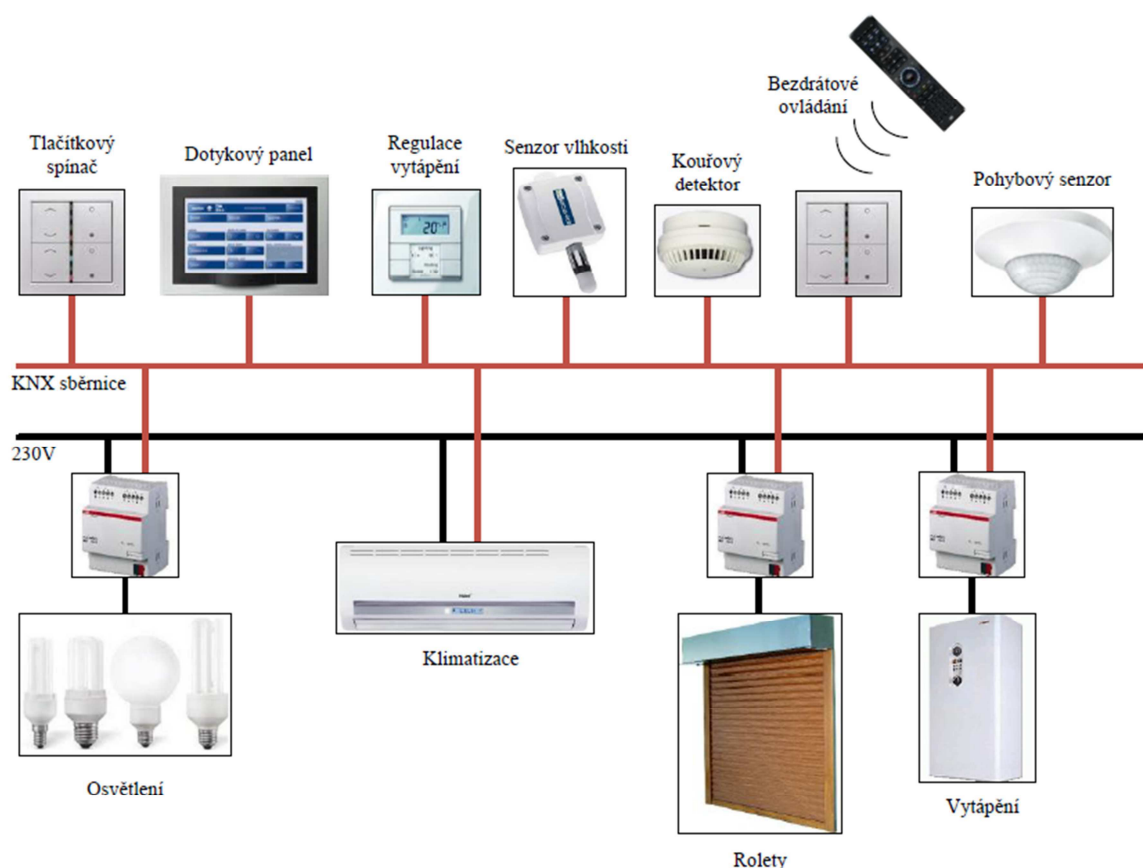 Bezdrátové
ovládání
Tlačítkový
spínač
Dotykový panel
Regulace
vytápění
Senzor vlhkosti
Kouřový
detektor
Pohybový senzor
20
KNX sběrnice
230V
Klimatizace
Osvětlení
Vytápění
Rolety